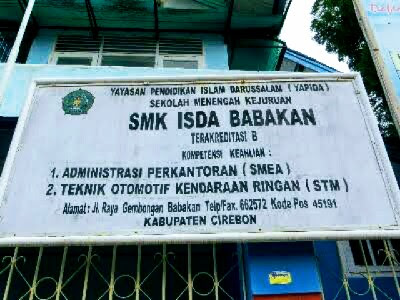 YAYASAN PENDIDIKAN ISLAM DARUSSALAM ( YAPIDA )
SEKOLAH MENENGAH KEJURUAN
SMK ISDA BABAKAN
TERAKREDITASI B
KOMPETENSI KEAHLIAN :
1. ADMINISTRASI PERKANTORAN ( SMEA )
2. TEKNIK OTOMOTIF KENDARAAN RINGAN ( STM )
Alamat: Jl. Raya Gembongan Babakan Telp/Fax. 662572 Kode Pos 45191
KABUPATEN CIREBON